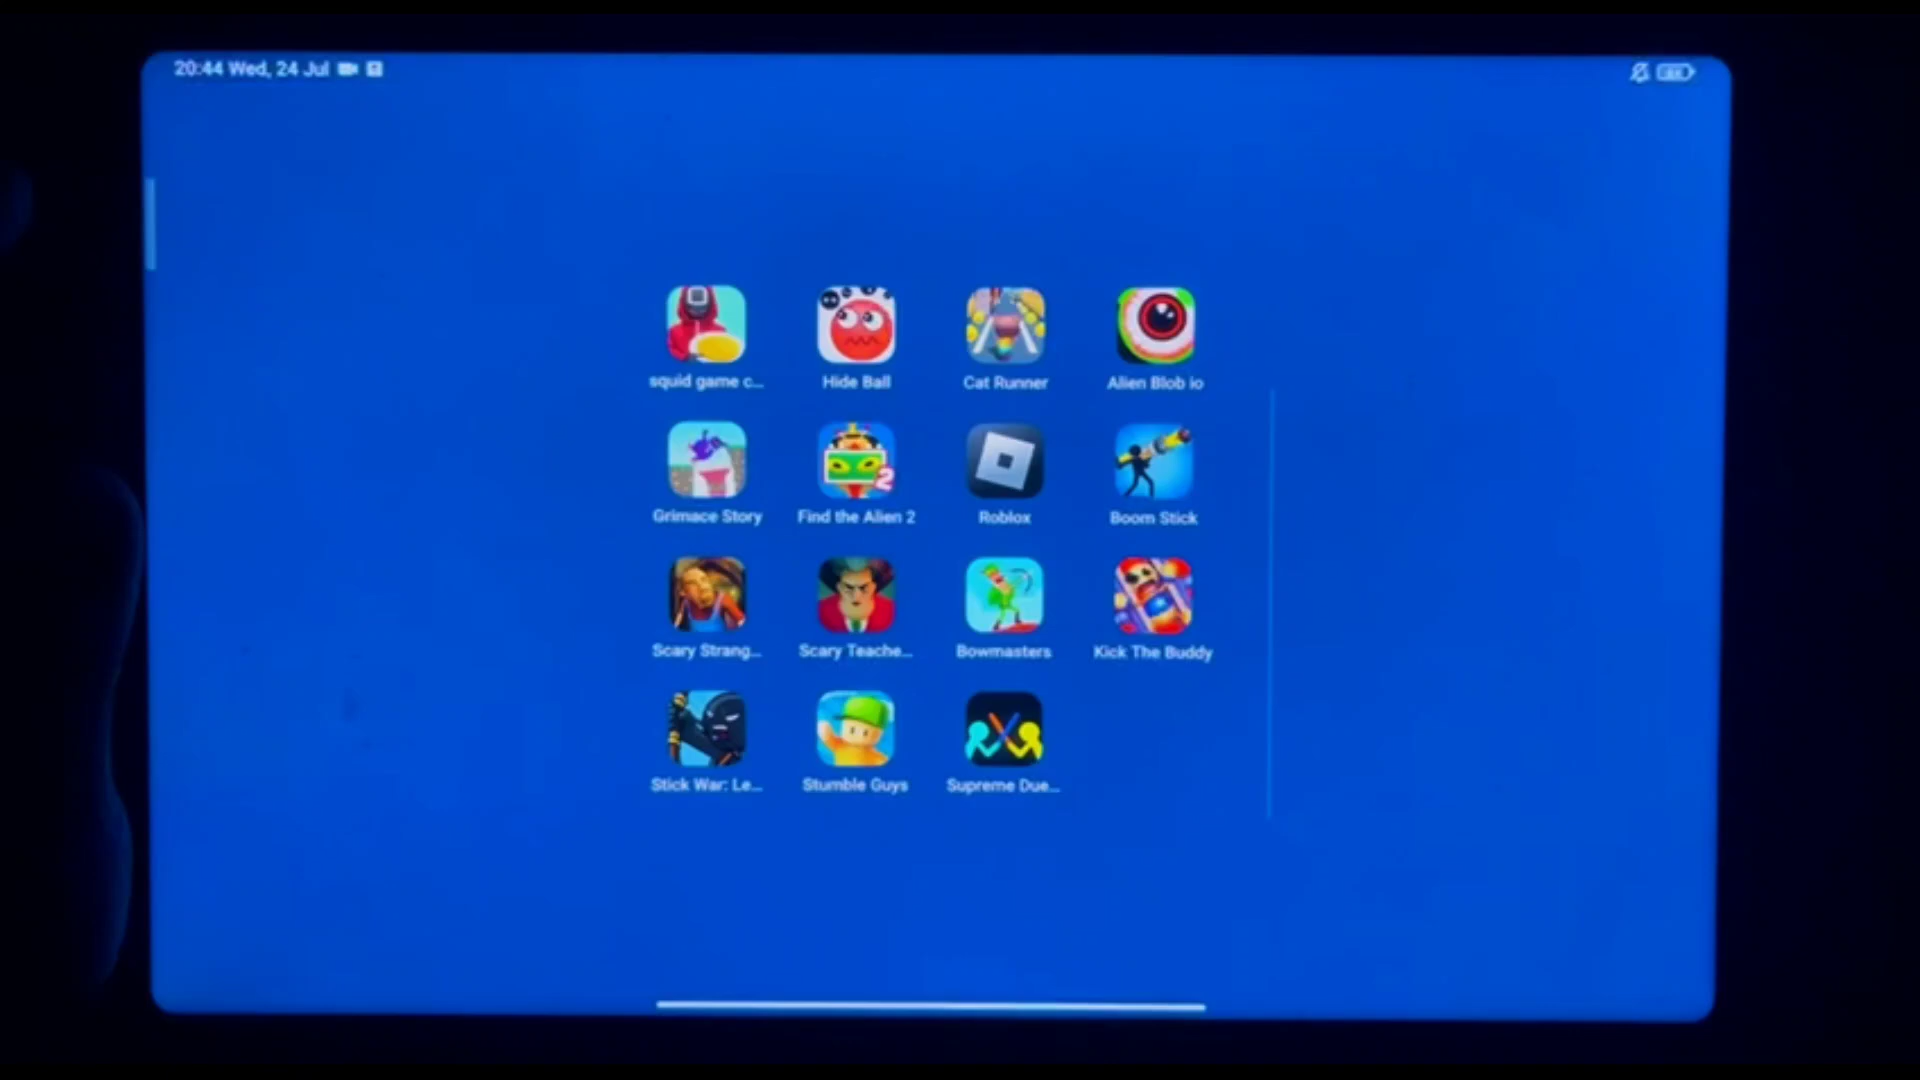 20:44 Wed, 24 Jul
squid game c...
Hide Ball
Cat Runner
Alien Blob io
Grimace Story
2
Find the Alien 2
Roblox
Boom Stick
Scary Strang...
Scary Teache...
Bowmasters
Kick The Buddy
Stick War: Le...
Stumble Guys
Supreme Due...